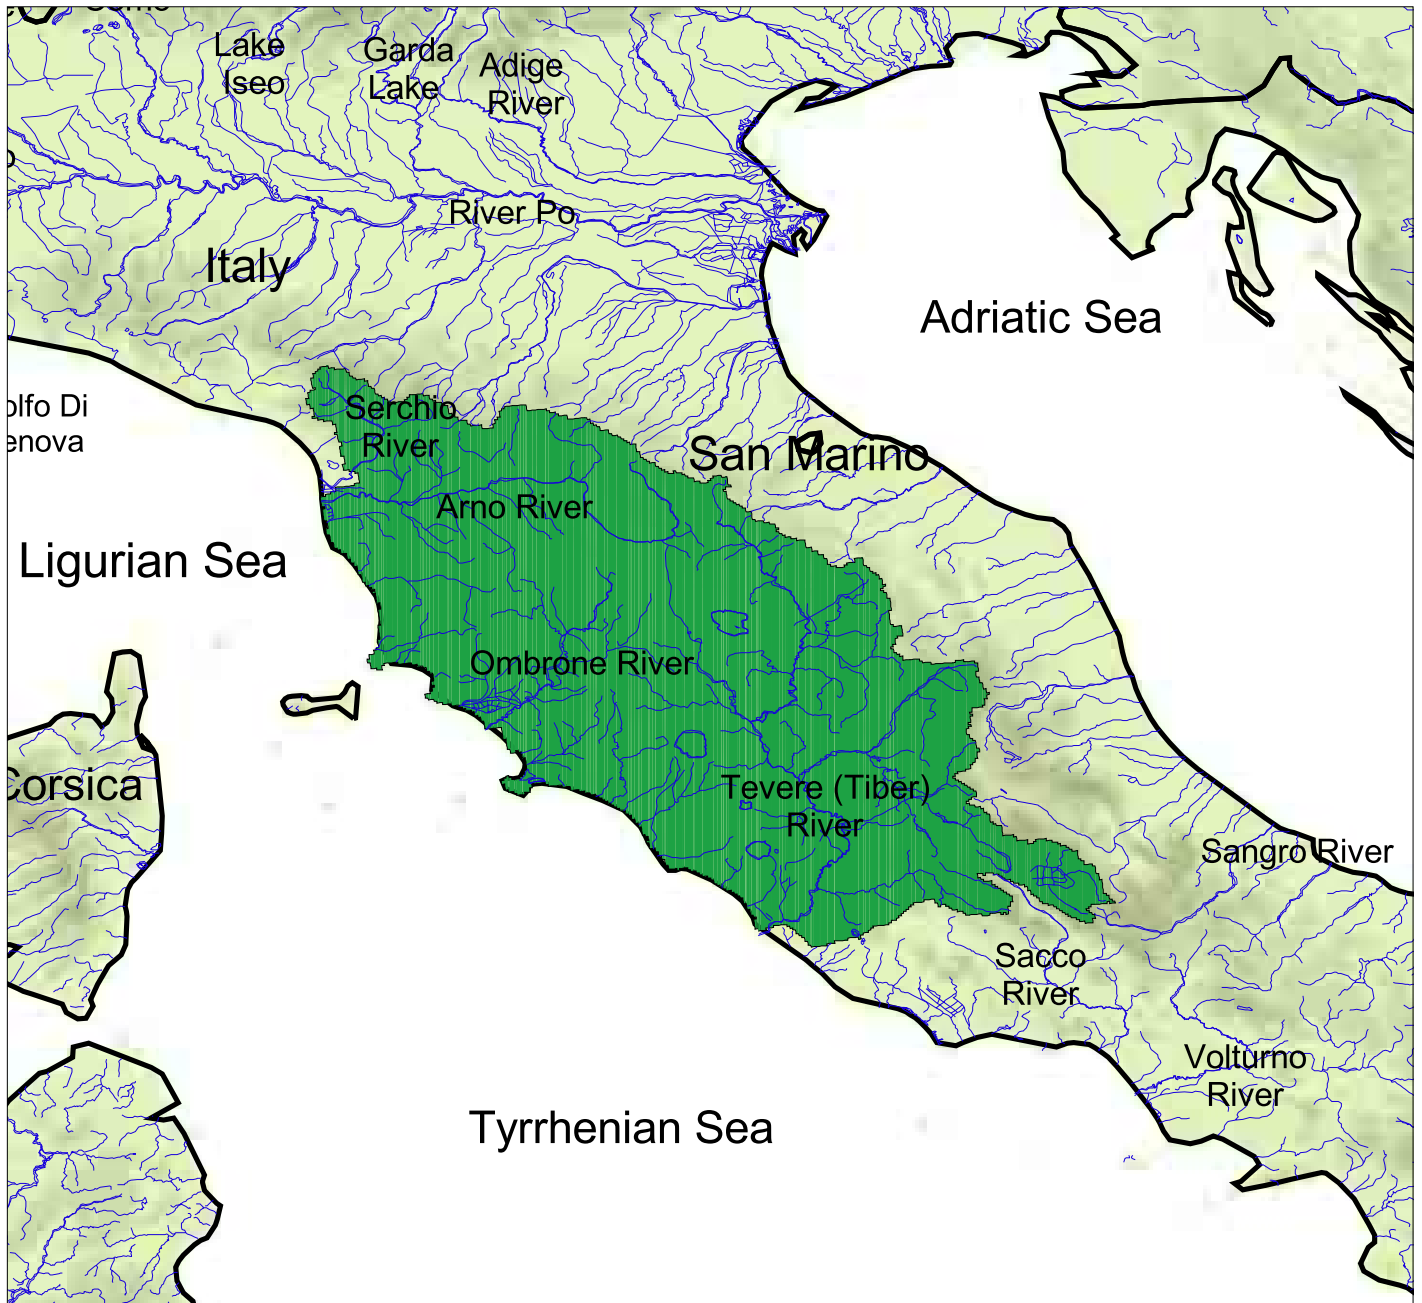 Lake
Iseo
Garda
Lake
Adige
River
River Po
Italy
Adriatic Sea
olfo Di
enova
Serchio
River
San Marino
Arno River
Ligurian Sea
Ombrone River
Corsica
Tevere (Tiber)
River
Sangro River
Sacco
River
Volturno
River
Tyrrhenian Sea